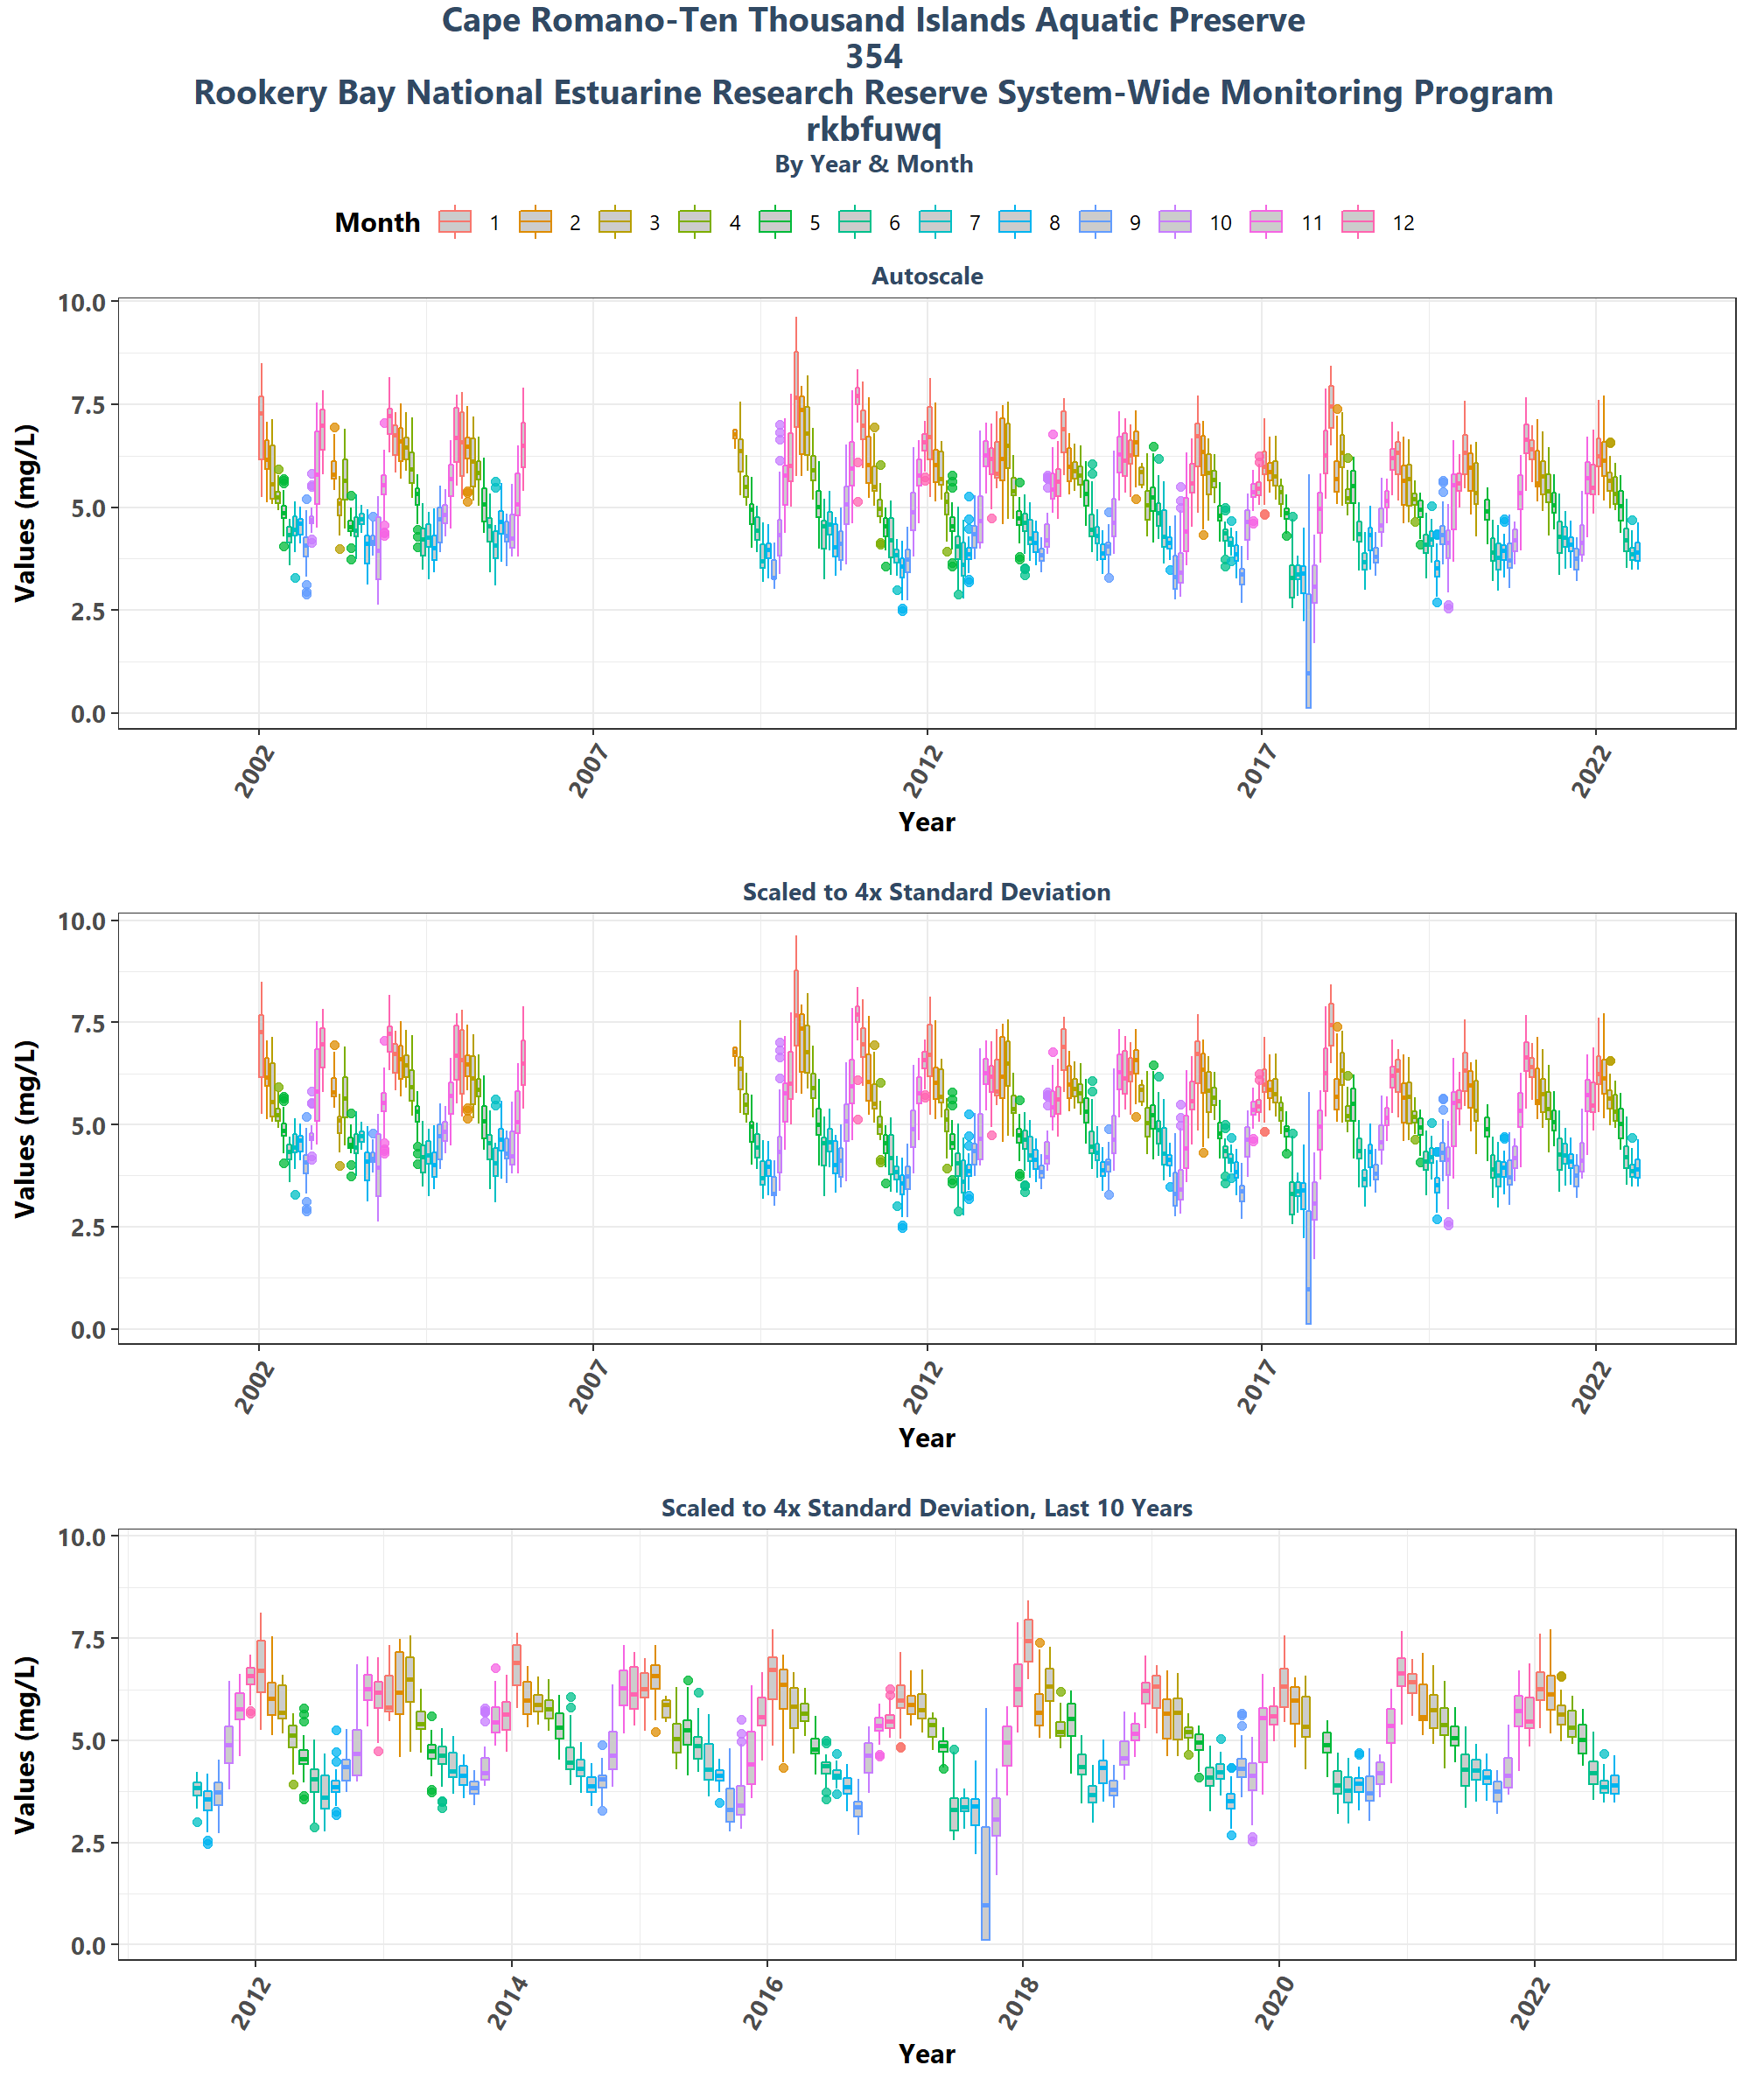 Cape Romano-Ten Thousand Islands Aquatic Preserve
354
Rookery Bay National Estuarine Research Reserve System-Wide Monitoring Program
rkbfuwq
By Year & Month
Month 1 2 3 4 5 6 7 8 9 10 11 12
Autoscale
Values (mg/L)
10.0
7.5
5.0
2.5
0.0
2002 2007 2012 2017 2022
Year
Scaled to 4x Standard Deviation
Values (mg/L)
10.0
7.5
5.0
2.5
0.0
2002 2007 2012 2017 2022
Year
Scaled to 4x Standard Deviation, Last 10 Years
Values (mg/L)
10.0
7.5
5.0
2.5
0.0
2012 2014 2016 2018 2020 2022
Year